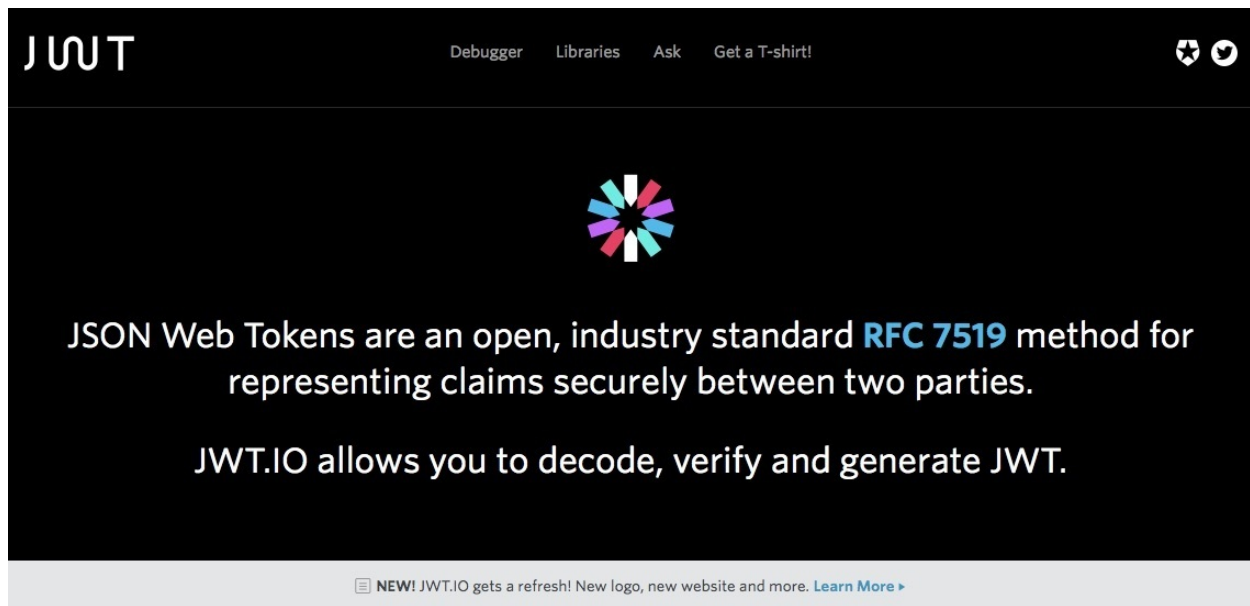 JWT
Debugger Libraries Ask Get a T-shirt!
JSON Web Tokens are an open, industry standard RFC 7519 method for
representing claims securely between two parties.
JWT.IO allows you to decode, verify and generate JWT.
NEW! JWT.IO gets a refresh! New logo, new website and more. Learn More ▸